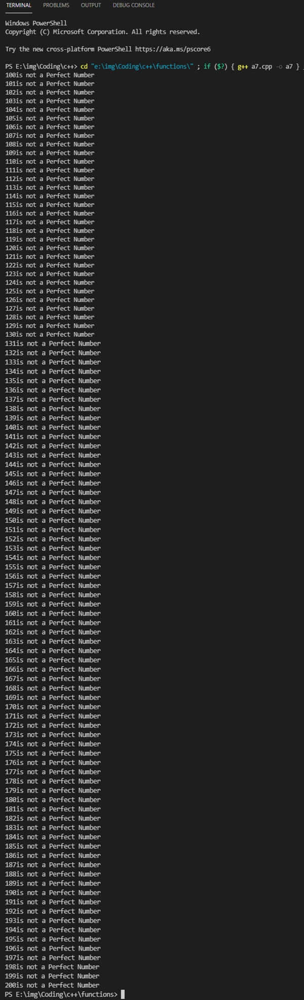 TERMINAL PROBLEMS OUTPUT DEBUG CONSOLE
Windows PowerShell
Copyright (C) Microsoft Corporation. All rights reserved.
Try the new cross-platform PowerShell https://aka.ms/pscore6
PS E:\img\Coding\c++> cd "e:\img\Coding\c++\functions\" ; if ($?) { g++ a7.cpp -o a7 } ;
100is not a Perfect Number
101is not a Perfect Number
102is not a Perfect Number
103is not a Perfect Number
104is not a Perfect Number
105is not a Perfect Number
106is not a Perfect Number
107is not a Perfect Number
108is not a Perfect Number
109is not a Perfect Number
110is not a Perfect Number
111is not a Perfect Number
112is not a Perfect Number
113is not a Perfect Number
114is not a Perfect Number
115is not a Perfect Number
116is not a Perfect Number
117is not a Perfect Number
118is not a Perfect Number
119is not a Perfect Number
120is not a Perfect Number
121is not a Perfect Number
122is not a Perfect Number
123is not a Perfect Number
124is not a Perfect Number
125is not a Perfect Number
126is not a Perfect Number
127is not a Perfect Number
128is not a Perfect Number
129is not a Perfect Number
130is not a Perfect Number
131is not a Perfect Number
132is not a Perfect Number
133is not a Perfect Number
134is not a Perfect Number
135is not a Perfect Number
136is not a Perfect Number
137is not a Perfect Number
138is not a Perfect Number
139is not a Perfect Number
140is not a Perfect Number
141is not a Perfect Number
142is not a Perfect Number
143is not a Perfect Number
144is not a Perfect Number
145is not a Perfect Number
146is not a Perfect Number
147is not a Perfect Number
148is not a Perfect Number
149is not a Perfect Number
150is not a Perfect Number
151is not a Perfect Number
152is not a Perfect Number
153is not a Perfect Number
154is not a Perfect Number
155is not a Perfect Number
156is not a Perfect Number
157is not a Perfect Number
158is not a Perfect Number
159is not a Perfect Number
160is not a Perfect Number
161is not a Perfect Number
162is not a Perfect Number
163is not a Perfect Number
164is not a Perfect Number
165is not a Perfect Number
166is not a Perfect Number
167is not a Perfect Number
168is not a Perfect Number
169is not a Perfect Number
170is not a Perfect Number
171is not a Perfect Number
172is not a Perfect Number
173is not a Perfect Number
174is not a Perfect Number
175is not a Perfect Number
176is not a Perfect Number
177is not a Perfect Number
178is not a Perfect Number
179is not a Perfect Number
180is not a Perfect Number
181is not a Perfect Number
182is not a Perfect Number
183is not a Perfect Number
184is not a Perfect Number
185is not a Perfect Number
186is not a Perfect Number
187is not a Perfect Number
188is not a Perfect Number
189is not a Perfect Number
190is not a Perfect Number
191is not a Perfect Number
192is not a Perfect Number
193is not a Perfect Number
194is not a Perfect Number
195is not a Perfect Number
196is not a Perfect Number
197is not a Perfect Number
198is not a Perfect Number
199is not a Perfect Number
200is not a Perfect Number
PS E:\img\Coding\c++\functions>